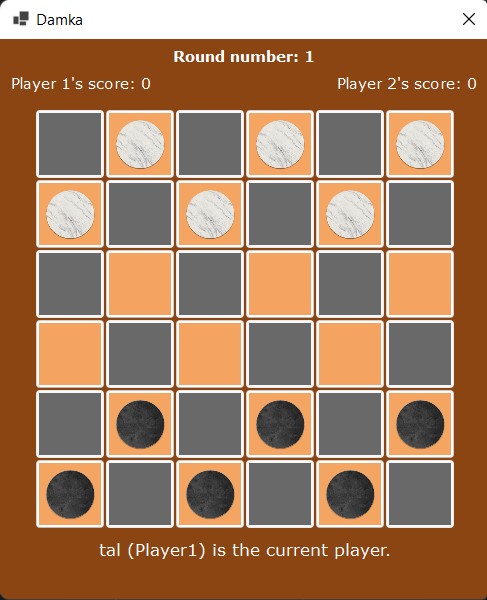 Damka
Round number: 1
Player 1's score: 0
Player 2's score: 0
tal (Player1) is the current player.